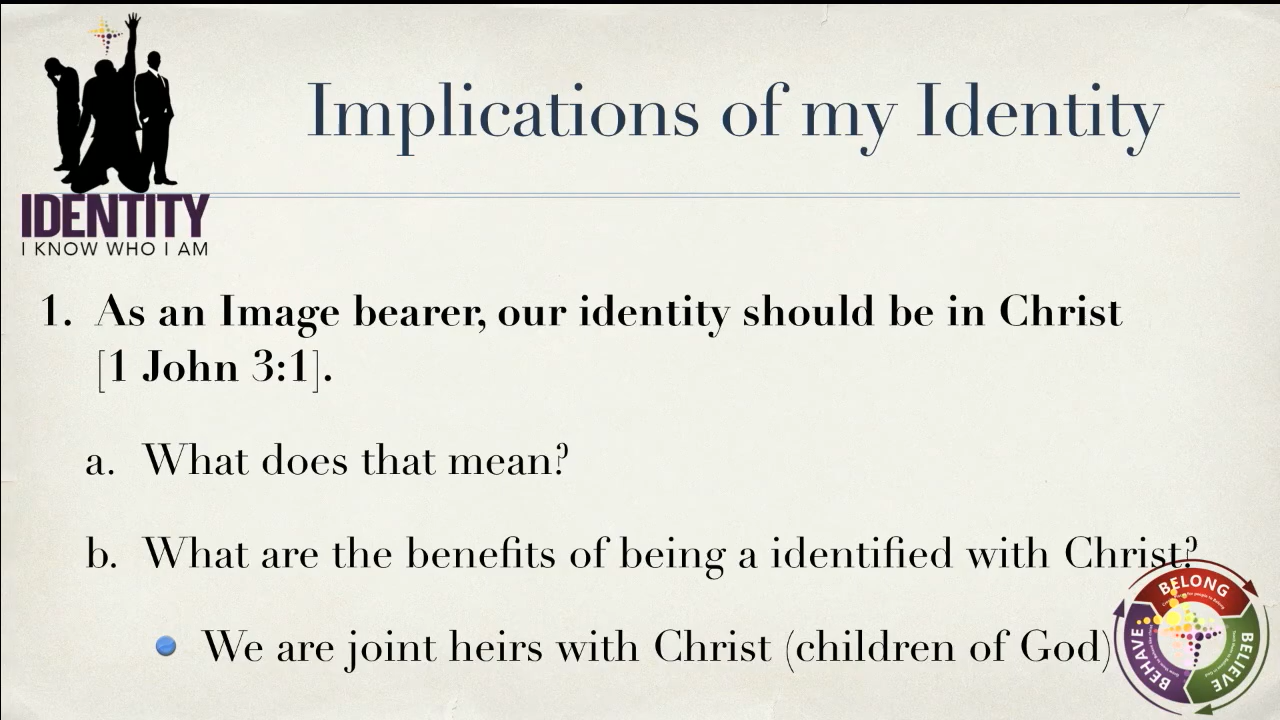 Implications of my Identity
IDENTITY
I KNOW WHO I AM
1. As an Image bearer, our identity should be in Christ
[1 John 3:1].
a. What does that mean?
b. What are the benefits of being a identified with Christ?
We are joint heirs with Christ (children of God)
BELONG
BELIEVE
BEHAVE